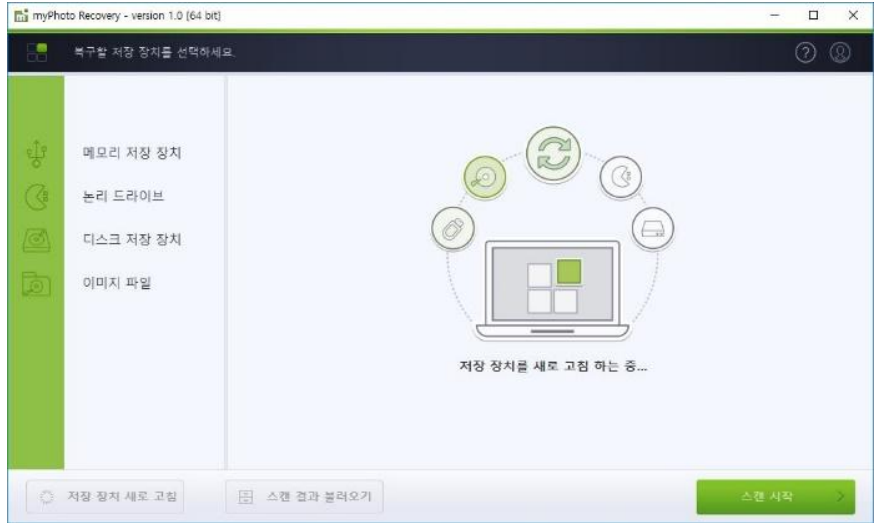 myPhoto Recovery - version 1.0 (64 bit)
복구할 저장 장치를 선택하세요.
메모리 저장 장치
논리 드라이브
디스크 저장 장치
이미지 파일
저장 장치를 새로 고침 하는 중...
저장 장치 새로 고침
스캔 결과 불러오기
스캔 시작